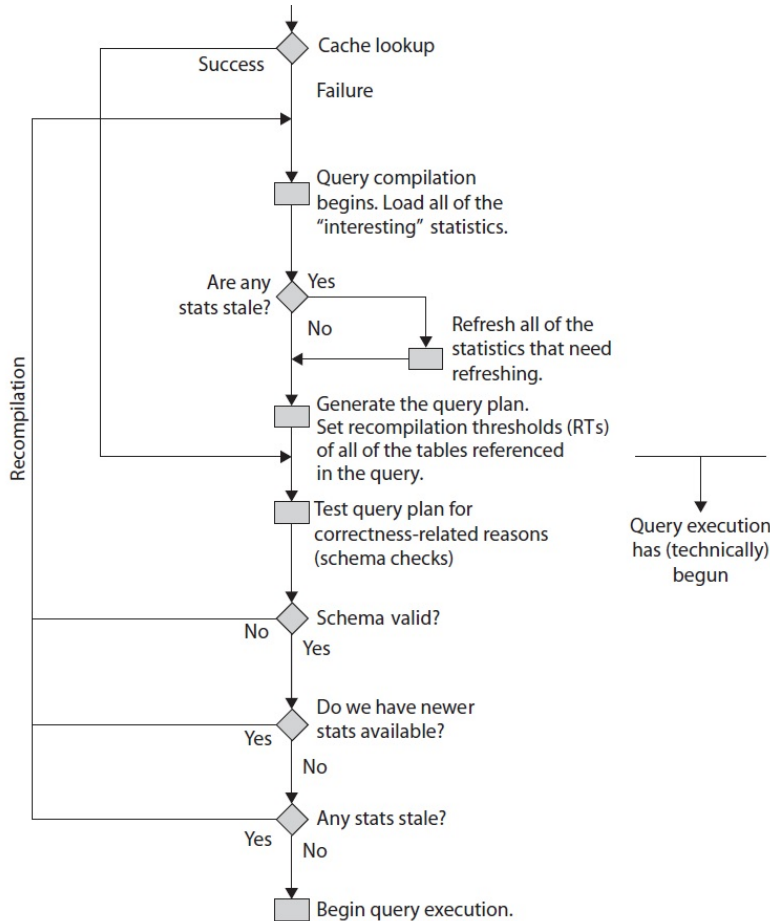 Cache lookup
Success
Failure
Query compilation
begins. Load all of the
“interesting” statistics.
Are any
stats stale?
Yes
No
Refresh all of the
statistics that need
refreshing.
Recompilation
Generate the query plan.
Set recompilation thresholds (RTs)
of all of the tables referenced
in the query.
Test query plan for
correctness-related reasons
(schema checks)
Query execution
has (technically)
begun
Schema valid?
No
Yes
Do we have newer
stats available?
Yes
No
Any stats stale?
Yes
No
Begin query execution.